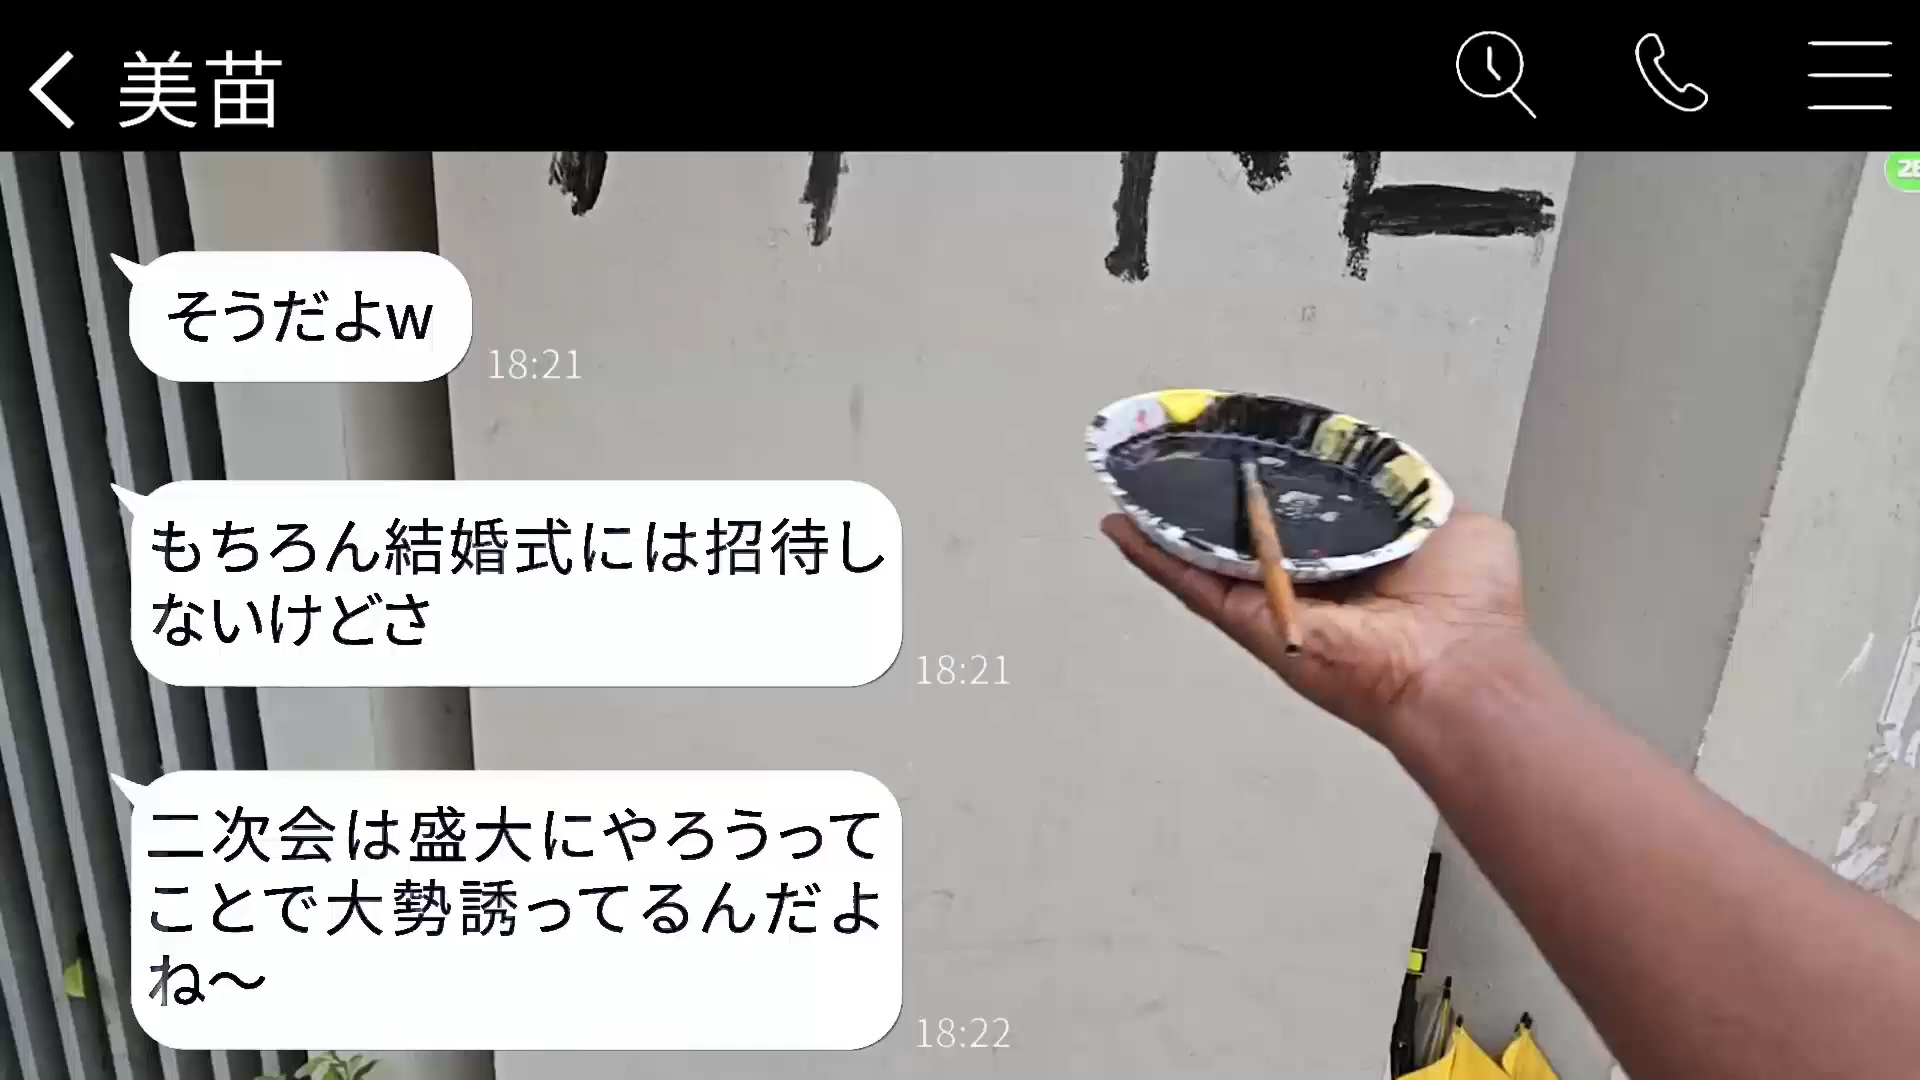 美苗
そうだよw
18:21
もちろん結婚式には招待し
ないけどさ
18:21
二次会は盛大にやろうって
ことで大勢誘ってるんだよ
ね〜
18:22